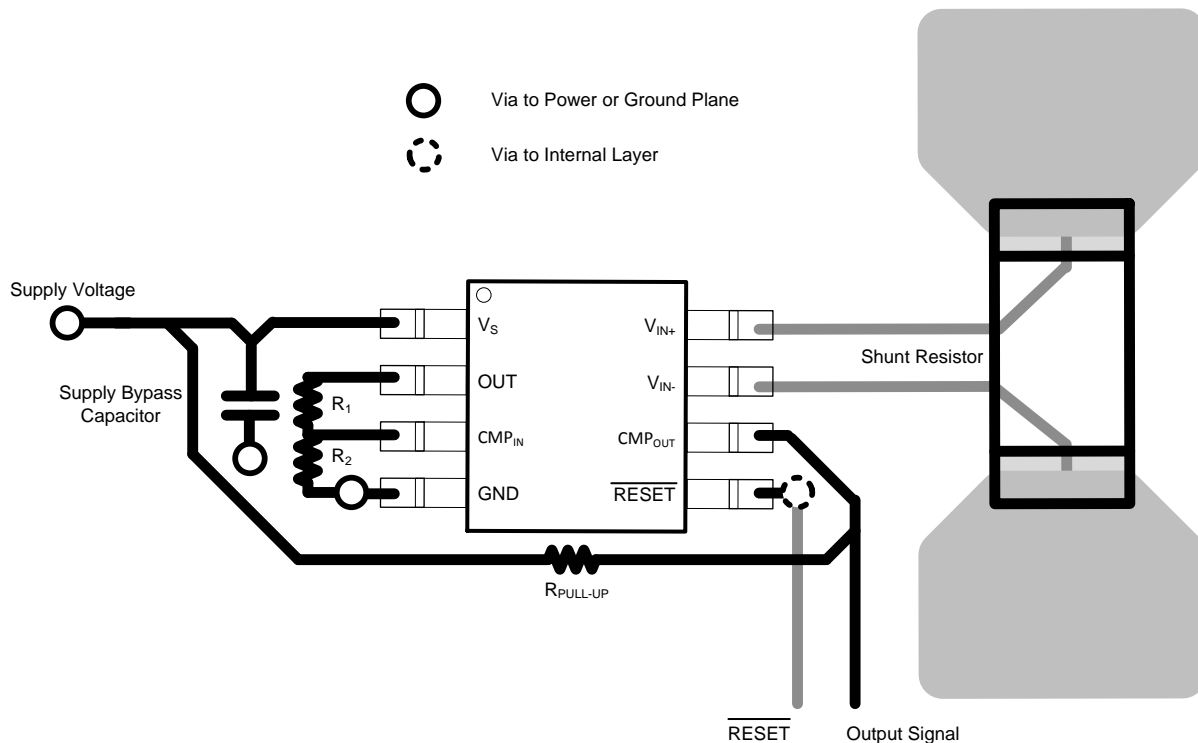 Via to Power or Ground Plane
Via to Internal Layer
Supply Voltage
Supply Bypass
Capacitor
R1
R2
VS
OUT
CMPIN
GND
VIN+
VIN-
CMPOUT
RESET
Shunt Resistor
RPULL-UP
RESET
Output Signal